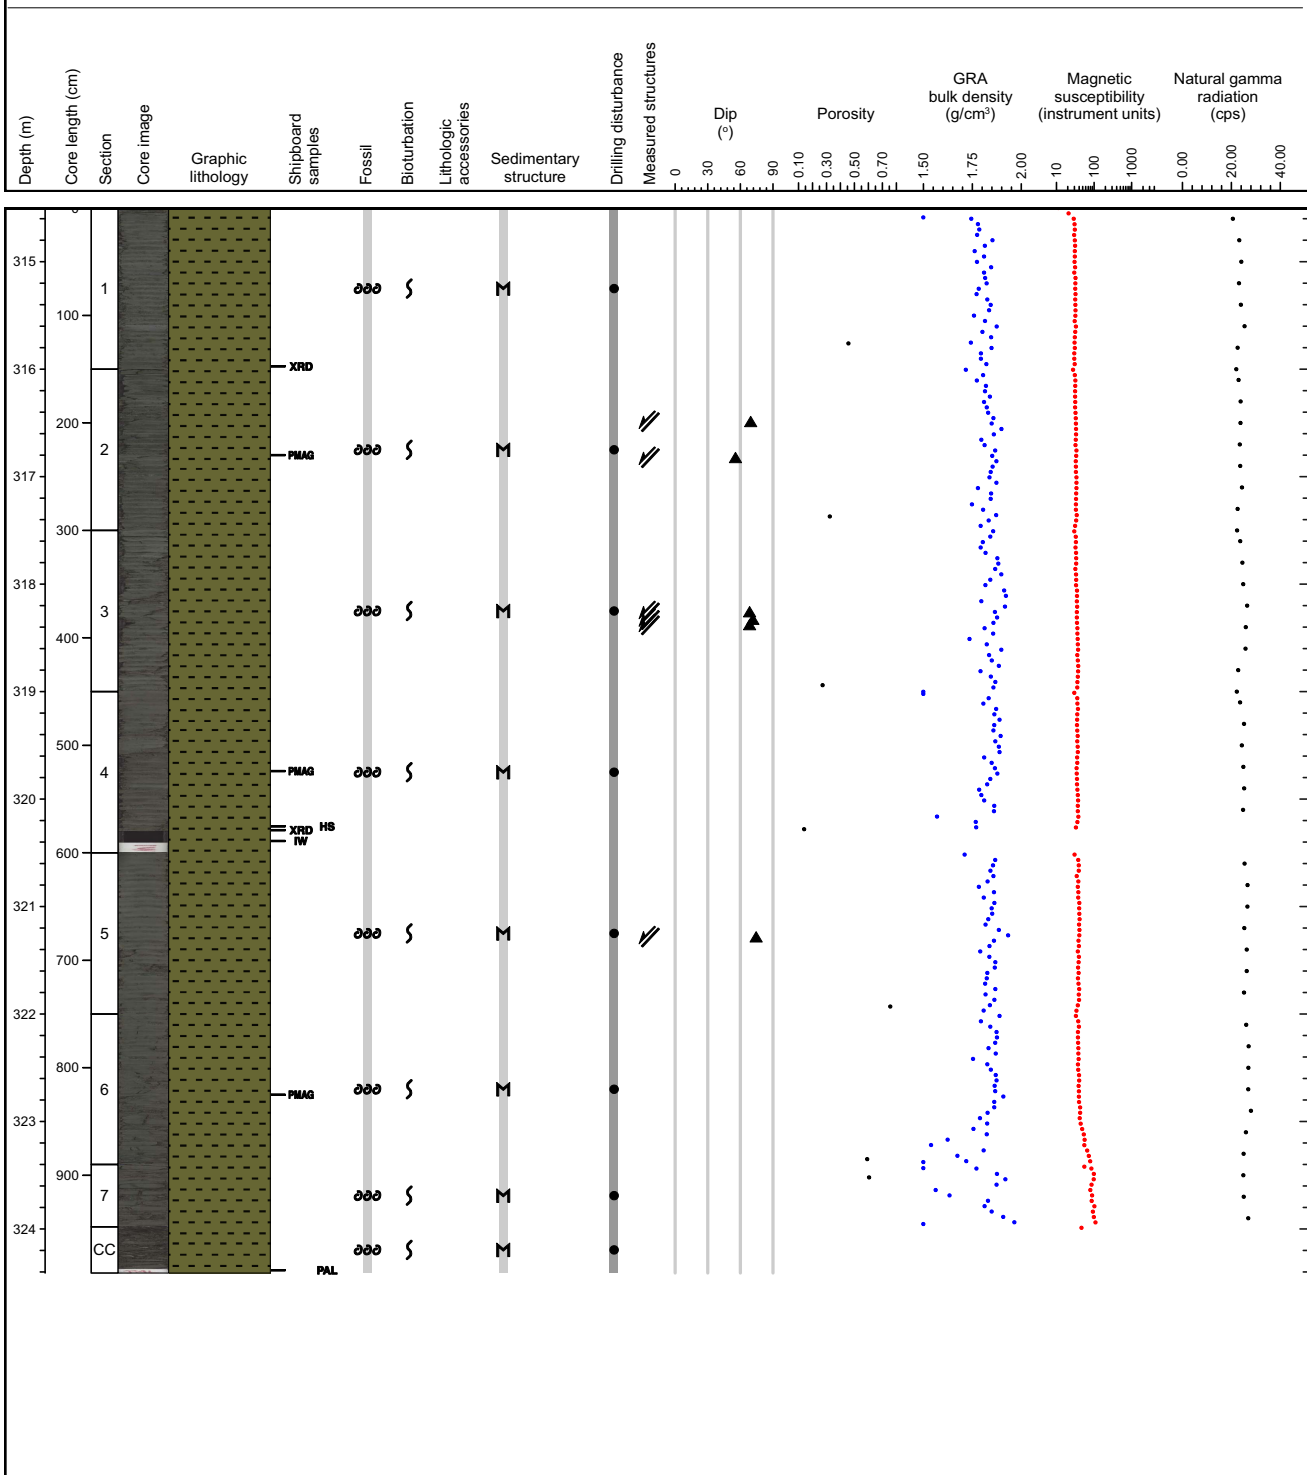 Depth (m)
Core length (cm)
Section
Core image
Graphic
lithology
Shipboard
samples
Fossil
Bioturbation
Lithologic
accessories
Sedimentary
structure
Drilling disturbance
Measured structures
Dip
(o)
0 30 60 90
Porosity
0.10 0.30 0.50 0.70
GRA
bulk density
(g/cm3)
1.50 1.75 2.00
Magnetic
susceptibility
(instrument units)
10 100 1000
Natural gamma
radiation
(cps)
0.00 20.00 40.00
0
315
1
100
316
XRD
200
2
PMAG
317
300
318
3
400
319
500
4
PMAG
320
HS
XRD
IW
600
321
5
700
322
800
6
PMAG
323
900
7
324
CC
PAL